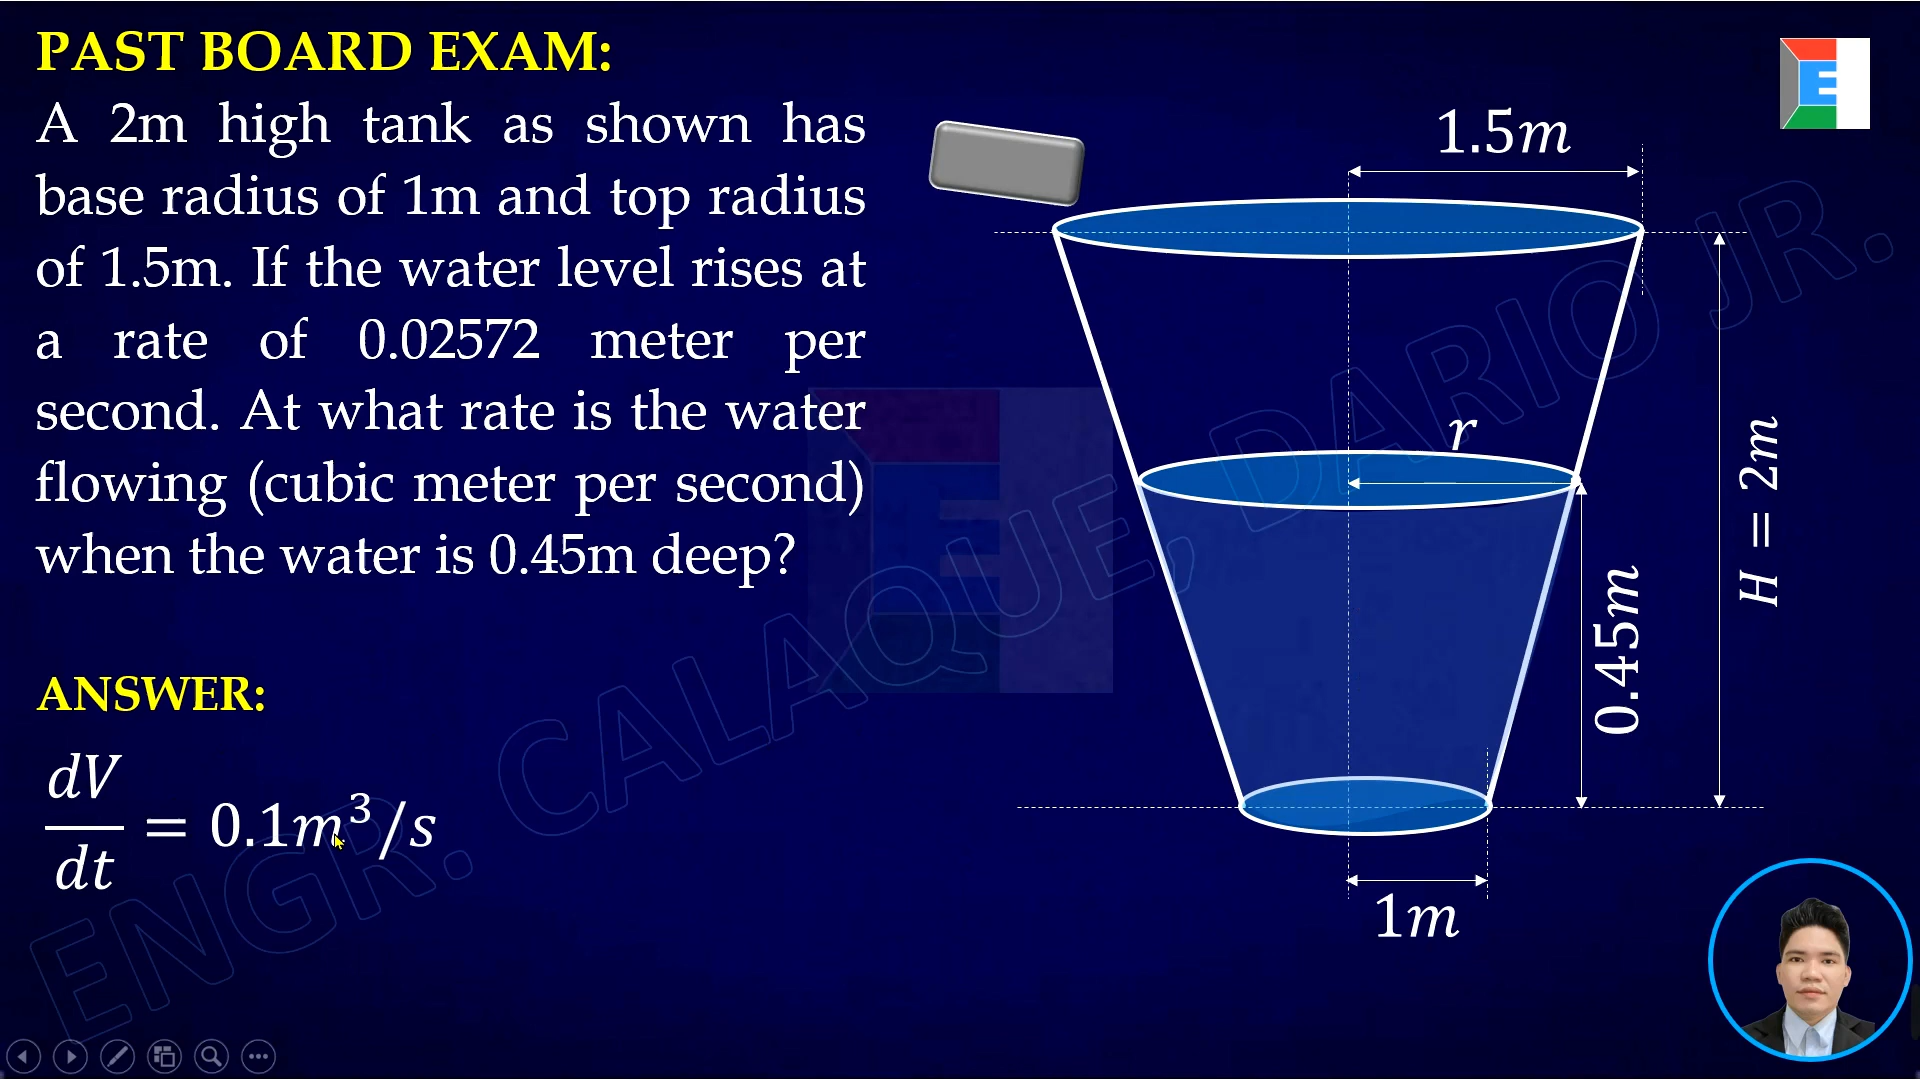 PAST BOARD EXAM:
A 2m high tank as shown has
base radius of 1m and top radius
of 1.5m. If the water level rises at
a rate of 0.02572 meter per
second. At what rate is the water
flowing (cubic meter per second)
when the water is 0.45m deep?
ANSWER:
dV/dt = 0.1m³/s
E
1.5m
r
0.45m
H = 2m
1m
E
ENGR. CALAQUE, DARIO JR.